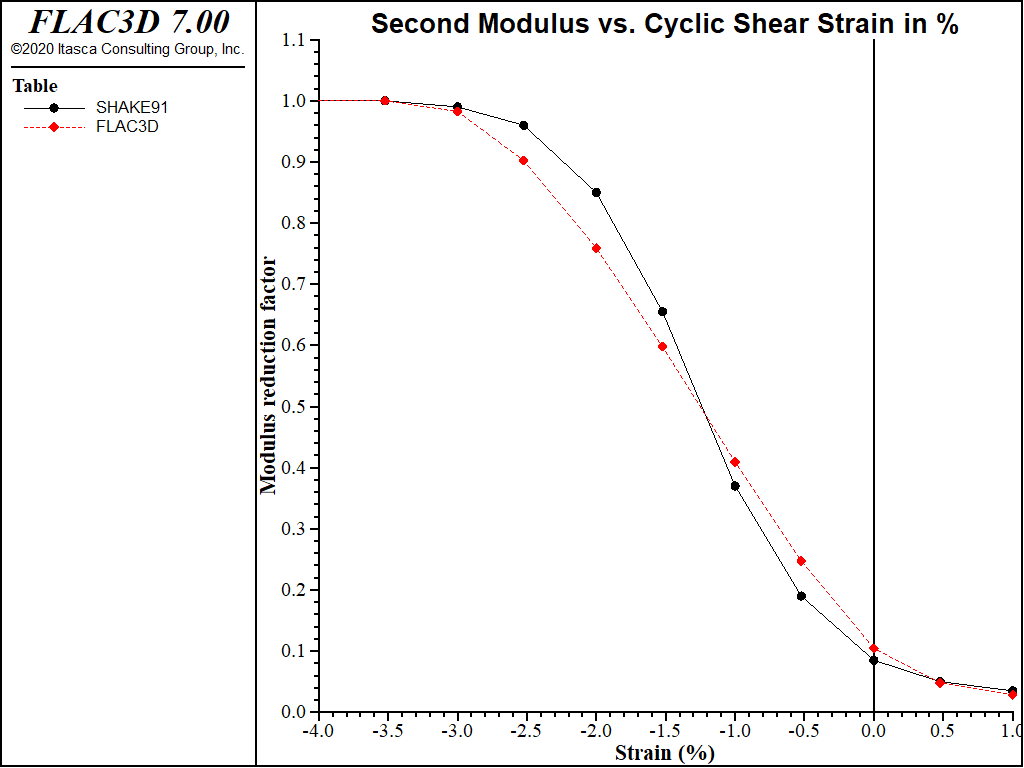 FLAC3D 7.00
©2020 Itasca Consulting Group, Inc.
Table
SHAKE91
FLAC3D
Second Modulus vs. Cyclic Shear Strain in %
Modulus reduction factor
1.1
1.0
0.9
0.8
0.7
0.6
0.5
0.4
0.3
0.2
0.1
0.0
-4.0 -3.5 -3.0 -2.5 -2.0 -1.5 -1.0 -0.5 0.0 0.5 1.0
Strain (%)